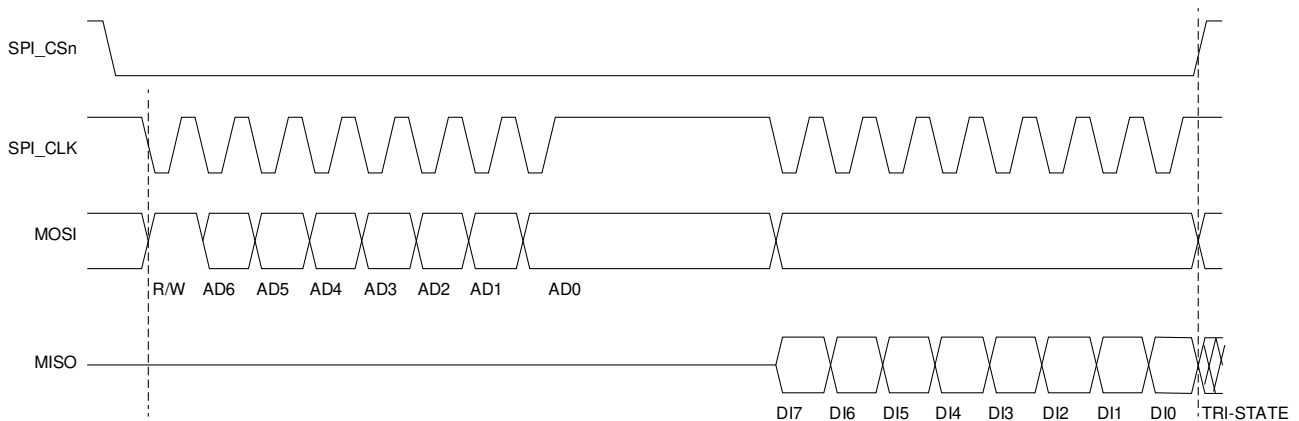 SPI_CSn
SPI_CLK
MOSI
R/W AD6 AD5 AD4 AD3 AD2 AD1 AD0
MISO
DI7 DI6 DI5 DI4 DI3 DI2 DI1 DI0 TRI-STATE